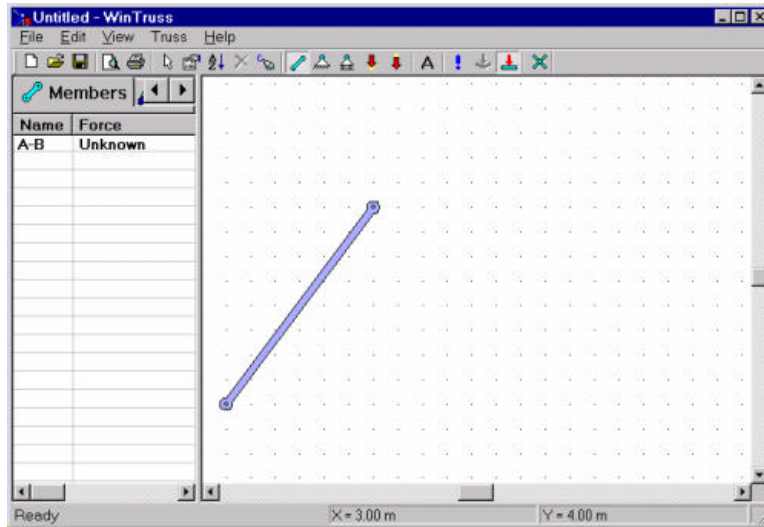 Untitled - WinTruss
File Edit View Truss Help
A
Members
Name Force
A-B Unknown
Ready X = 3.00 m Y = 4.00 m